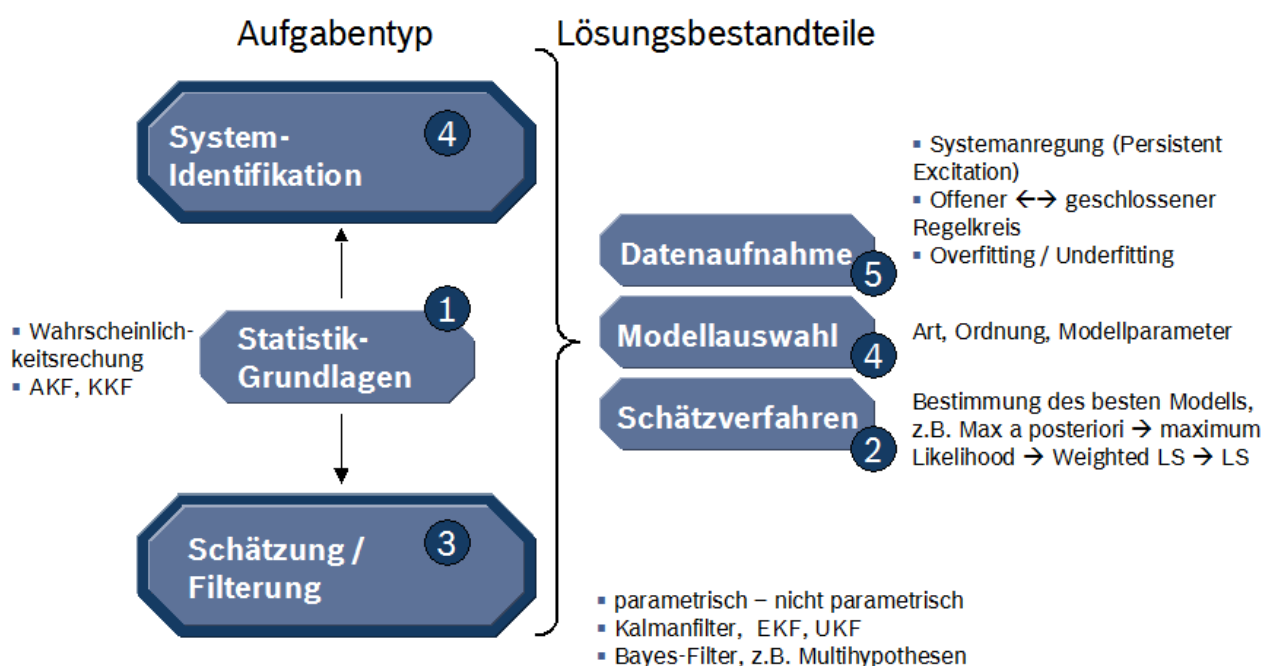 Aufgabentyp
Lösungsbestandteile
System-
Identifikation
4
▪ Wahrscheinlich-
keitsrechung
▪ AKF, KKF
1
Statistik-
Grundlagen
Schätzung /
Filterung
3
Datenaufnahme
5
▪ Systemanregung (Persistent
Excitation)
▪ Offener ←→ geschlossener
Regelkreis
▪ Overfitting / Underfitting
Modellauswahl
4
Art, Ordnung, Modellparameter
Schätzverfahren
2
Bestimmung des besten Modells,
z.B. Max a posteriori → maximum
Likelihood → Weighted LS → LS
▪ parametrisch – nicht parametrisch
▪ Kalmanfilter, EKF, UKF
▪ Bayes-Filter, z.B. Multihypothesen